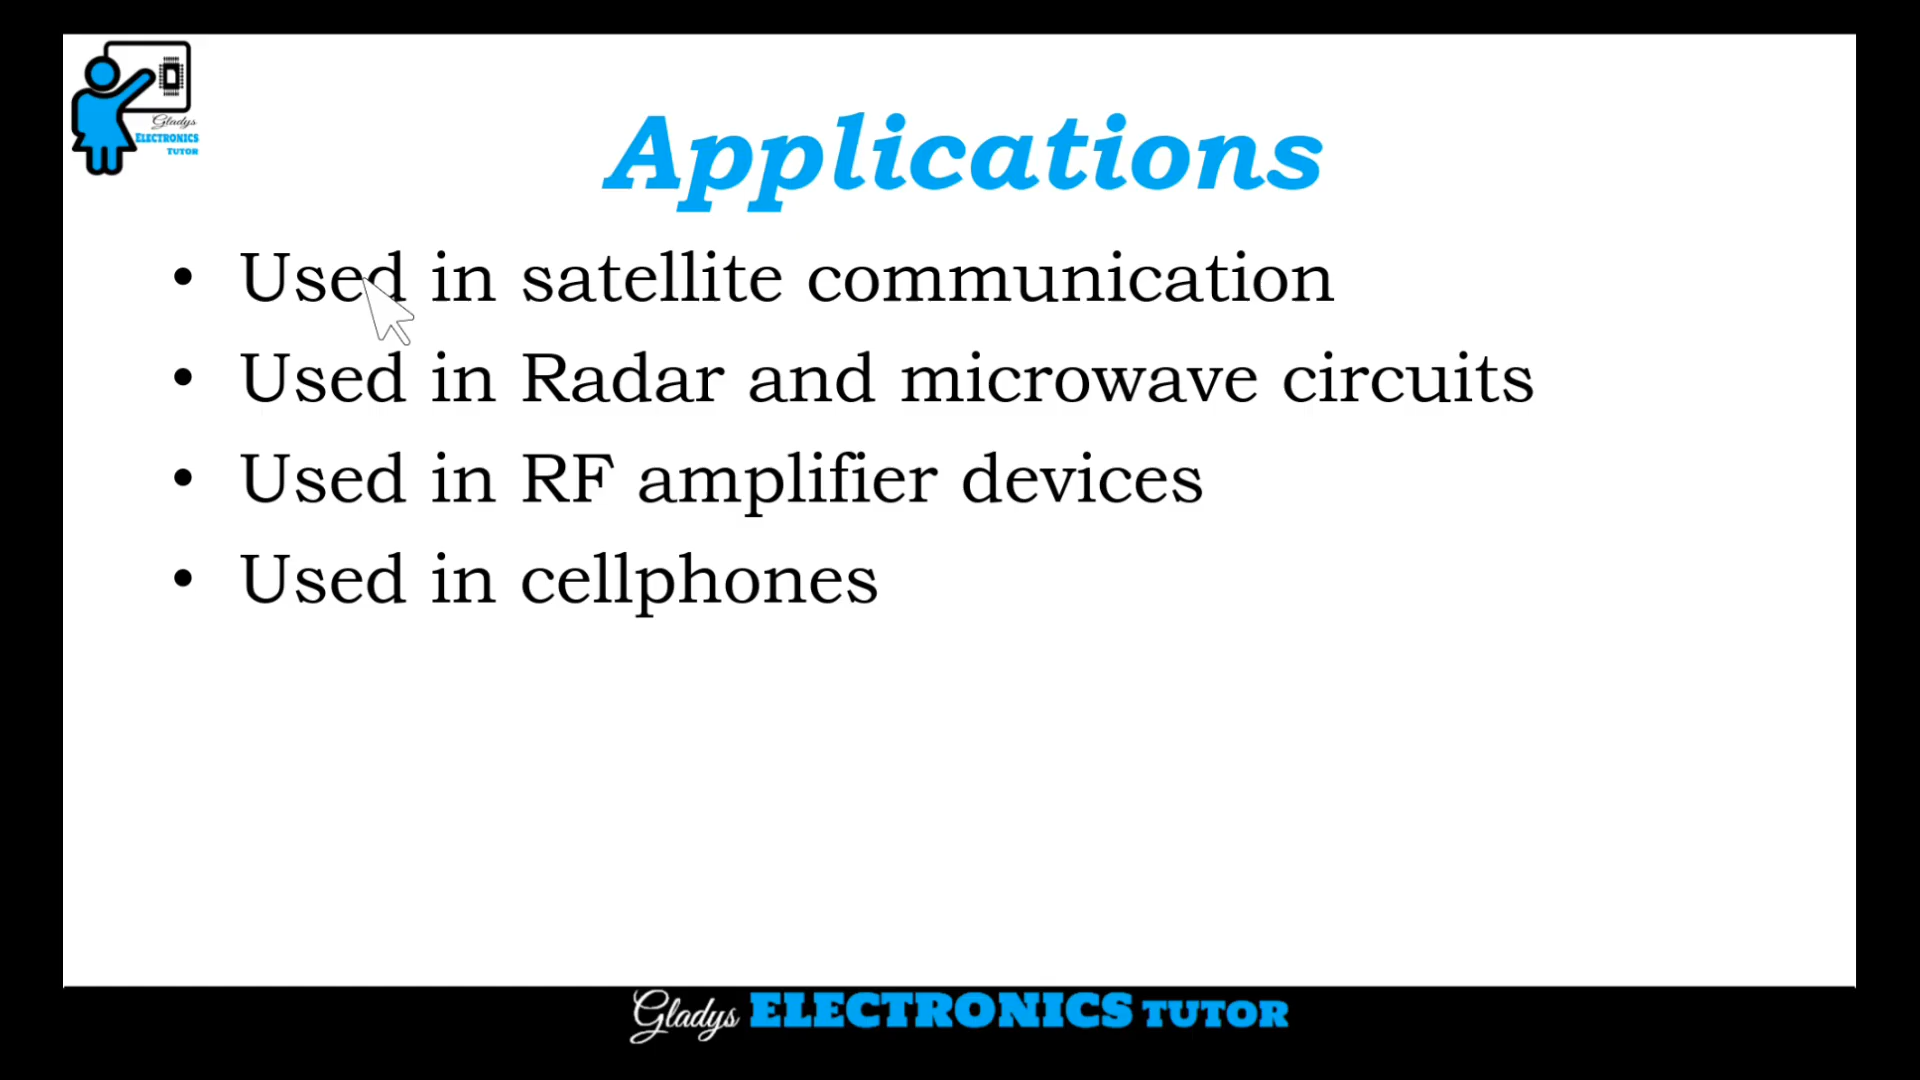 Gladys
ELECTRONICS
TUTOR
Applications
• Used in satellite communication
• Used in Radar and microwave circuits
• Used in RF amplifier devices
• Used in cellphones
Gladys ELECTRONICS TUTOR